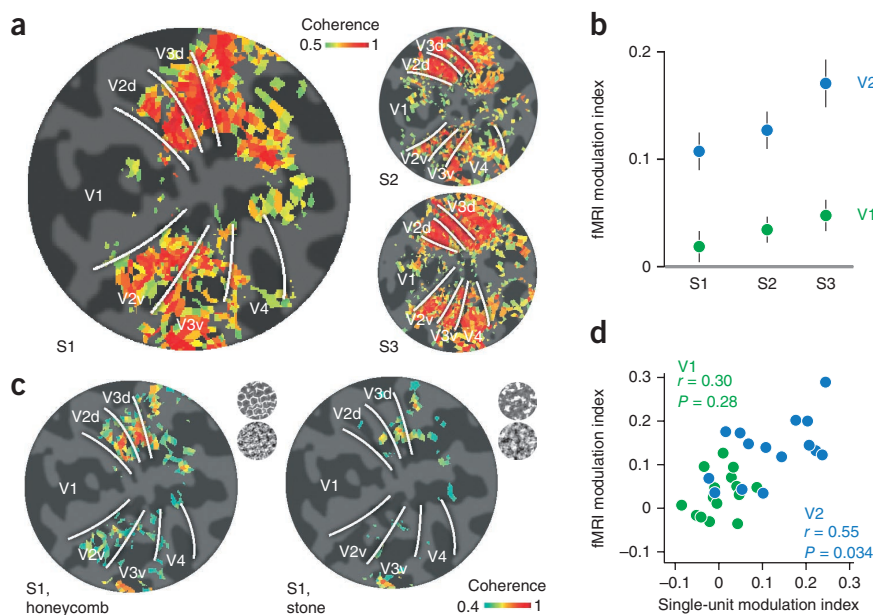 a
Coherence
0.5
1
V3d
V2d
V1
V2v
V3v
V4
S1
V3d
V2d
V1
V2v
V3v
V4
S2
V3d
V2d
V1
V2v
V3v
V4
S3
b
fMRI modulation index
0.2
0.1
0
V2
V1
S1
S2
S3
c
V3d
V2d
V1
V2v
V3v
V4
S1,
honeycomb
V3d
V2d
V1
V2v
V3v
V4
S1,
stone
Coherence
0.4
1
d
fMRI modulation index
0.3
0.2
0.1
0
–0.1
V1
r = 0.30
P = 0.28
V2
r = 0.55
P = 0.034
–0.1
0
0.1
0.2
0.3
Single-unit modulation index